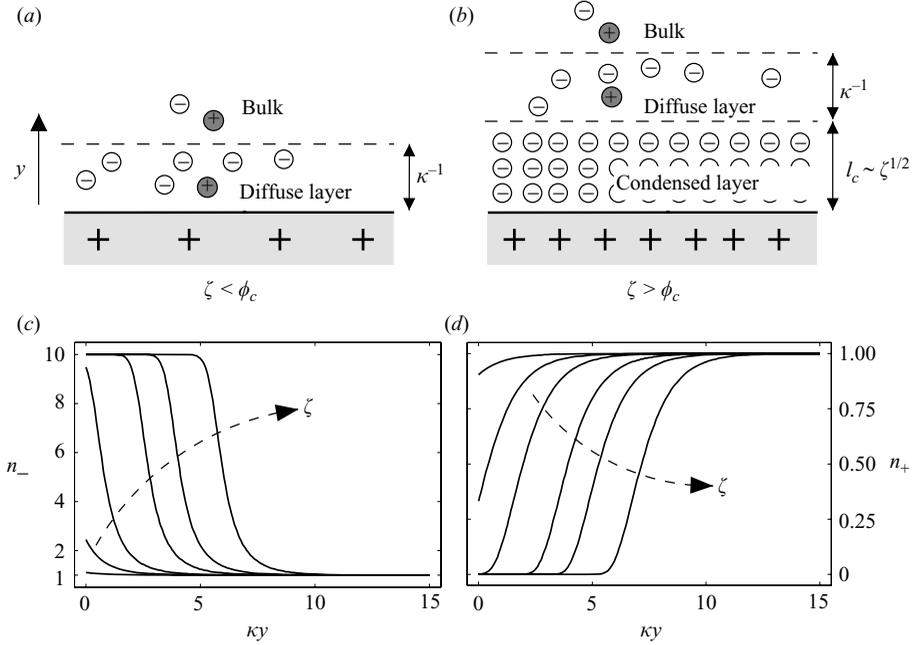 (a)
Bulk
y
Diffuse layer
κ⁻¹
ζ < ϕc
(b)
Bulk
Diffuse layer
κ⁻¹
Condensed layer
lc ~ ζ^1/2
ζ > ϕc
(c)
10
8
6
4
2
1
n−
ζ
0 5 10 15
κy
(d)
1.00
0.75
0.50
0.25
0
n+
ζ
0 5 10 15
κy